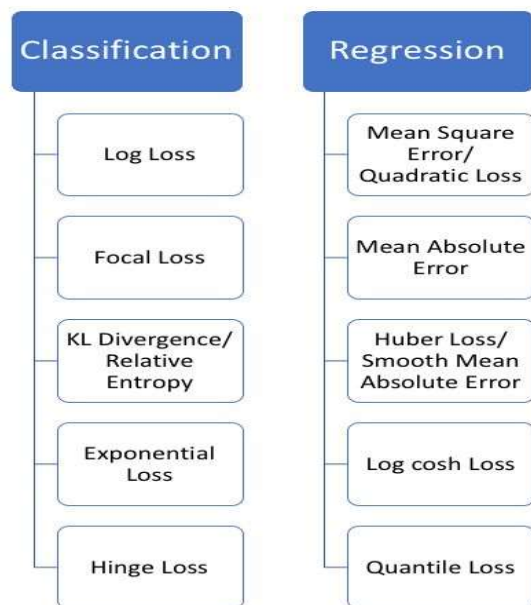 Classification
Log Loss
Focal Loss
KL Divergence/
Relative
Entropy
Exponential
Loss
Hinge Loss
Regression
Mean Square
Error/
Quadratic Loss
Mean Absolute
Error
Huber Loss/
Smooth Mean
Absolute Error
Log cosh Loss
Quantile Loss